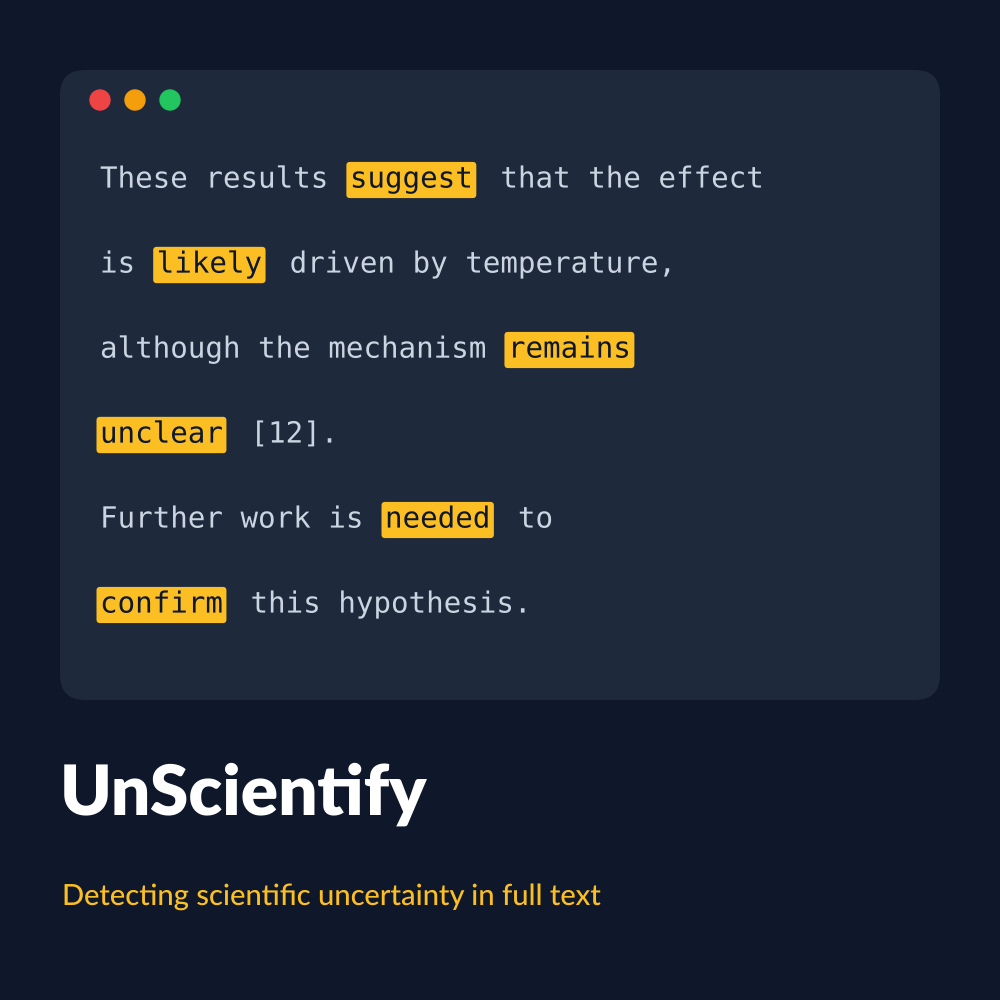 These results suggest that the effect
is likely driven by temperature,
although the mechanism remains
unclear [12].
Further work is needed to
confirm this hypothesis.
UnScientify
Detecting scientific uncertainty in full text